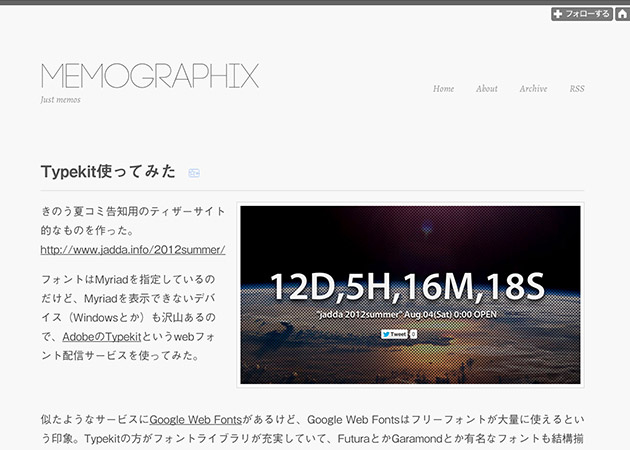 フォローする
MEMOGRAPHIX
Just memos
Home About Archive RSS
Typekit使ってみた
きのう夏コミ告知用のティザーサイト
的なものを作った。
http://www.jadda.info/2012summer/
フォントはMyriadを指定しているの
だけど、Myriadを表示できないデバ
イス（Windowsとか）も沢山あるの
で、AdobeのTypekitというwebフォ
ント配信サービスを使ってみた。
12D,5H,16M,18S
"jadda 2012summer" Aug.04(Sat) 0:00 OPEN
Tweet 0
似たようなサービスにGoogle Web Fontsがあるけど、Google Web Fontsはフリーフォントが大量に使えるとい
う印象。Typekitの方がフォントライブラリが充実していて、FuturaとかGaramondとか有名なフォントも結構揃